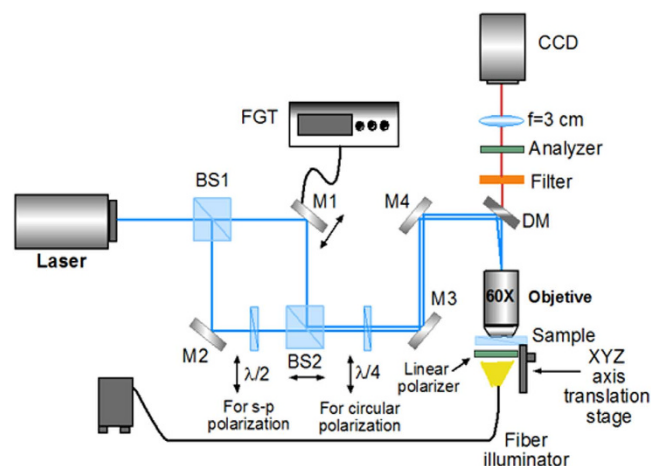 CCD
f=3 cm
Analyzer
Filter
DM
FGT
BS1
M1
M4
Laser
60X
Objetive
M3
Sample
M2
λ/2
BS2
λ/4
Linear
polarizer
XYZ
axis
translation
stage
For s-p
polarization
For circular
polarization
Fiber
illuminator